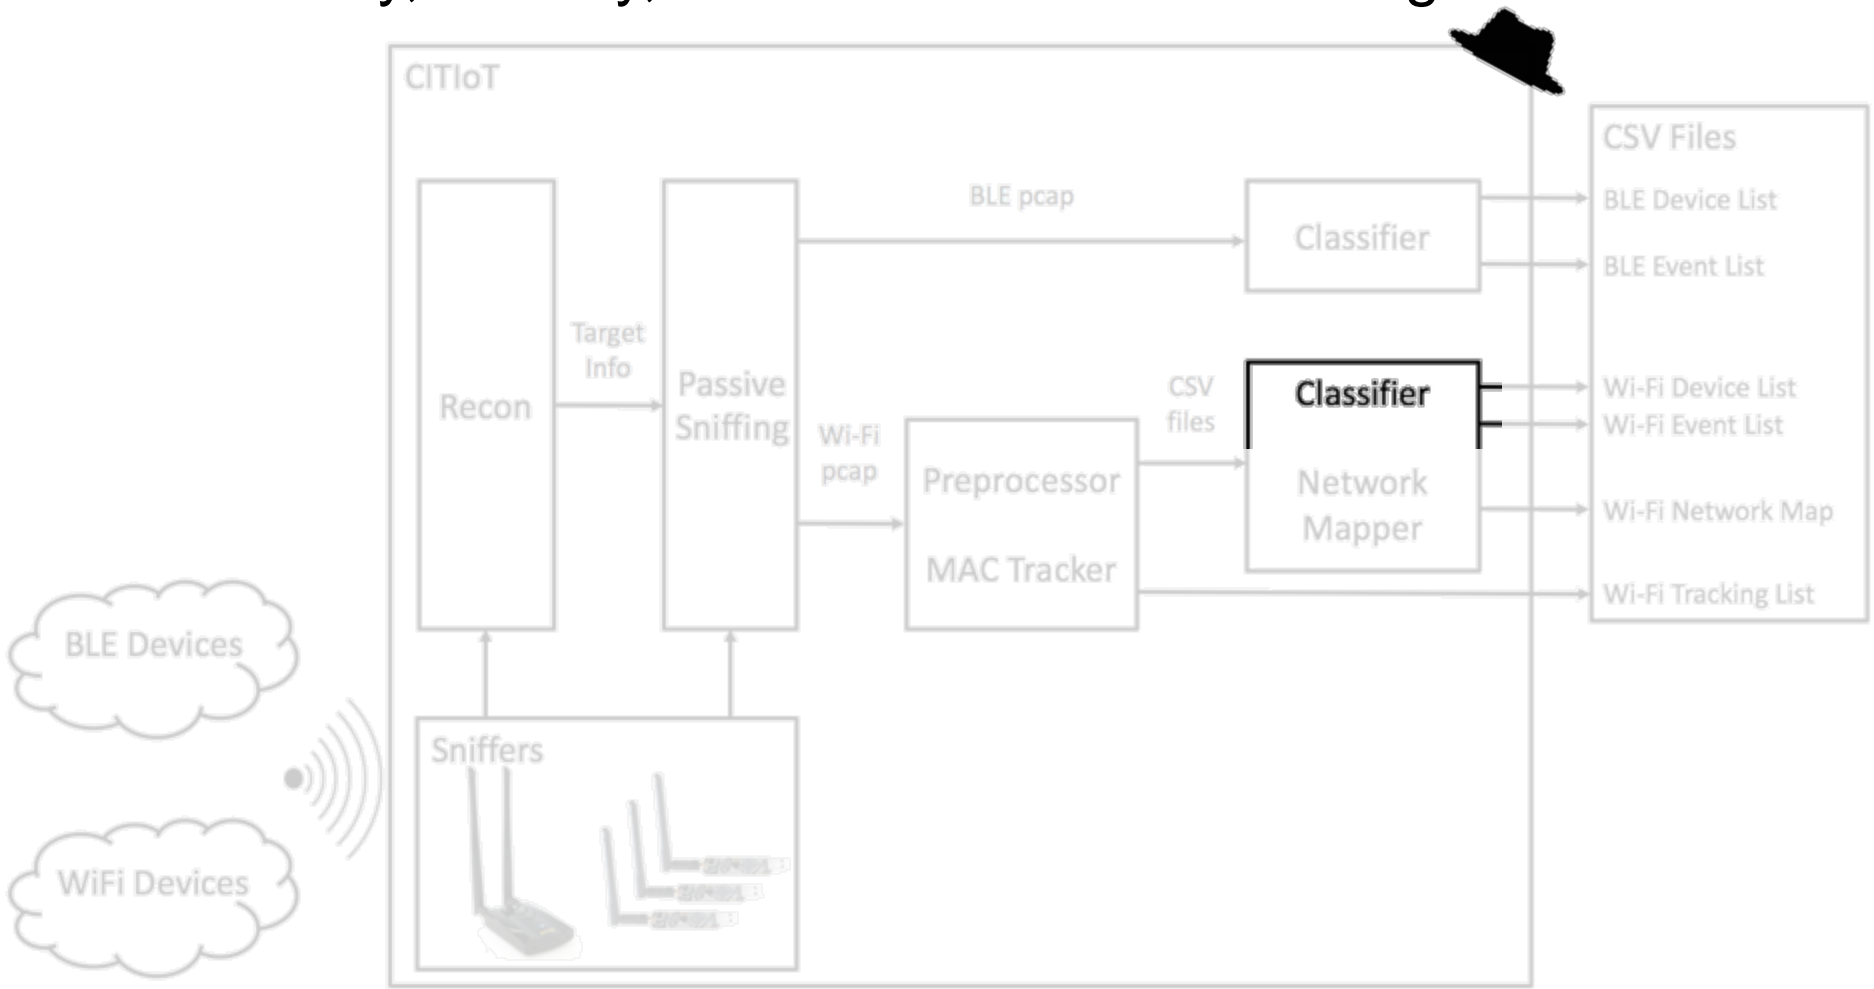 CITIoT
CSV Files
BLE pcap
BLE Device List
Classifier
BLE Event List
Target
Info
Recon
Passive
Sniffing
CSV
files
Classifier
Wi-Fi Device List
Wi-Fi Event List
Wi-Fi
pcap
Preprocessor
Network
Mapper
Wi-Fi Network Map
MAC Tracker
Wi-Fi Tracking List
BLE Devices
Sniffers
WiFi Devices